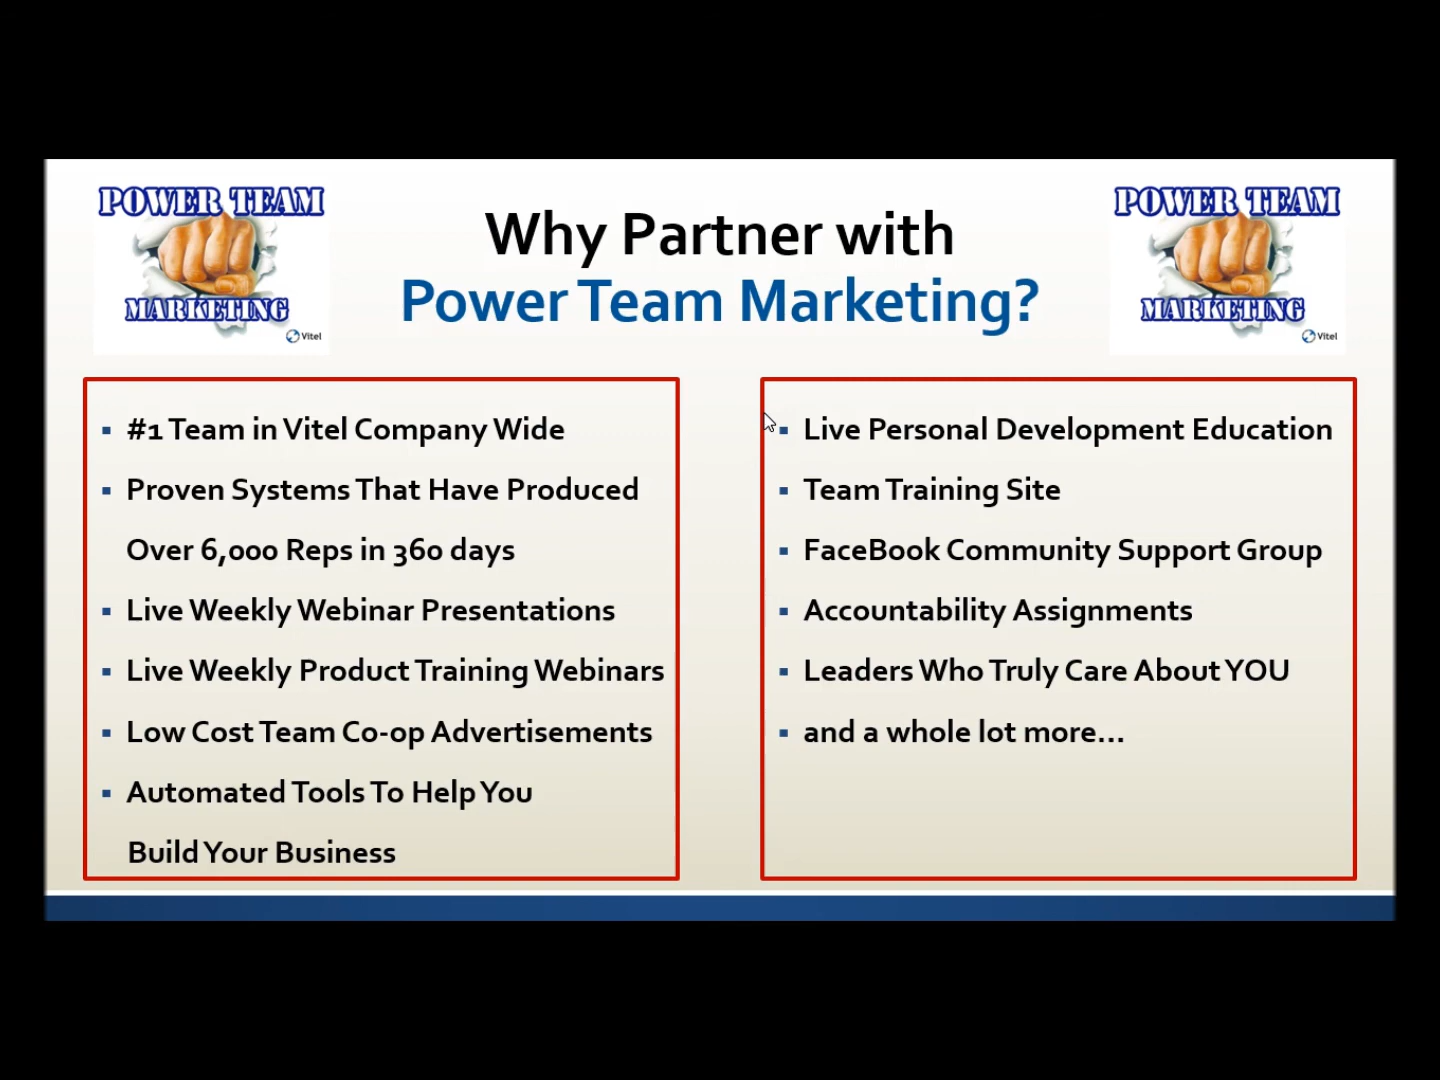 POWER TEAM
MARKETING
Vitel
Why Partner with
Power Team Marketing?
POWER TEAM
MARKETING
Vitel
#1 Team in Vitel Company Wide
Proven Systems That Have Produced
Over 6,000 Reps in 360 days
Live Weekly Webinar Presentations
Live Weekly Product Training Webinars
Low Cost Team Co-op Advertisements
Automated Tools To Help You
Build Your Business
Live Personal Development Education
Team Training Site
FaceBook Community Support Group
Accountability Assignments
Leaders Who Truly Care About YOU
and a whole lot more...